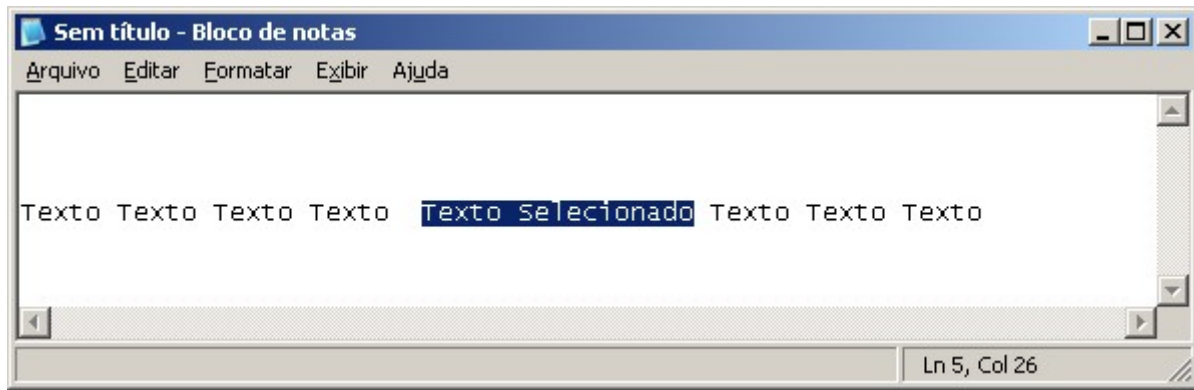 Sem título - Bloco de notas
Arquivo Editar Formatar Exibir Ajuda
Texto Texto Texto Texto  Texto Selecionado Texto Texto Texto
Ln 5, Col 26